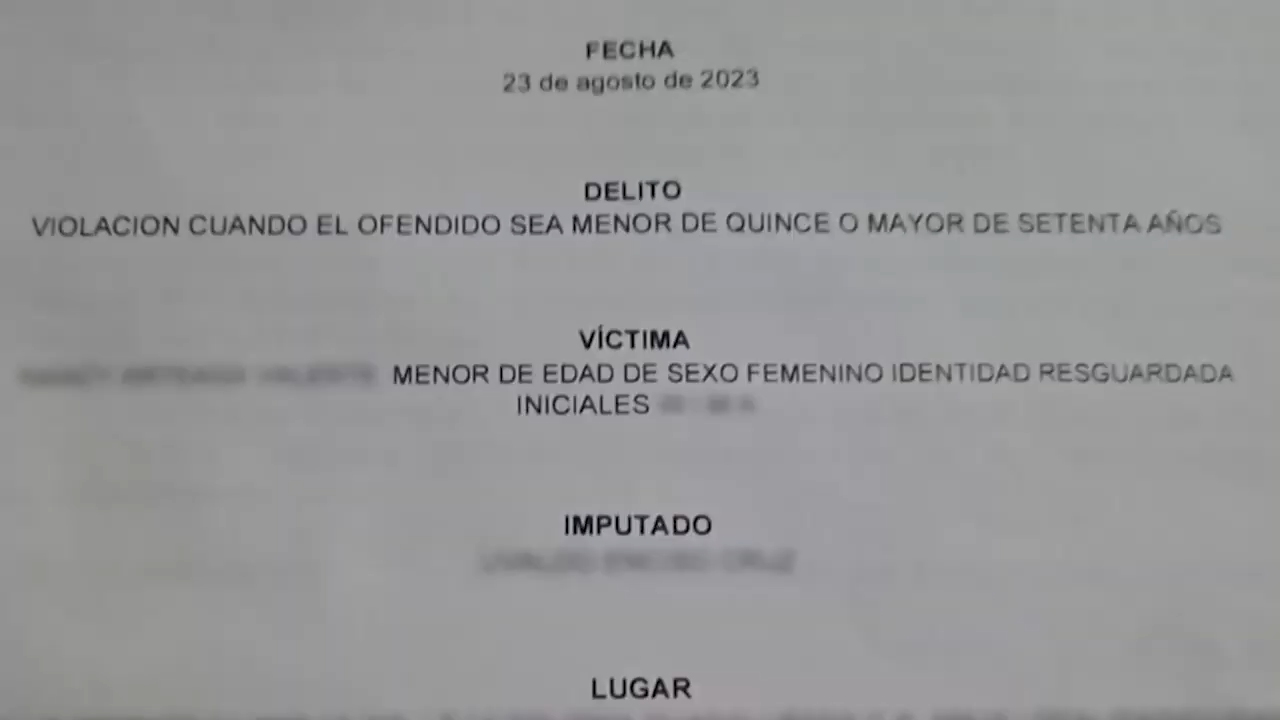 FECHA
23 de agosto de 2023
DELITO
VIOLACION CUANDO EL OFENDIDO SEA MENOR DE QUINCE O MAYOR DE SETENTA AÑOS
VÍCTIMA
MENOR DE EDAD DE SEXO FEMENINO IDENTIDAD RESGUARDADA
INICIALES
IMPUTADO
LUGAR